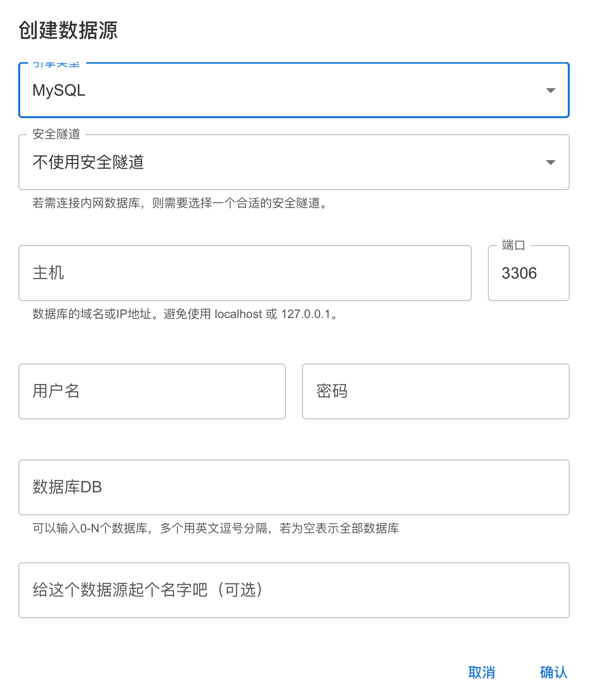 创建数据源
引擎类型
MySQL
安全隧道
不使用安全隧道
若需连接内网数据库，则需要选择一个合适的安全隧道。
主机
端口
3306
数据库的域名或IP地址。避免使用 localhost 或 127.0.0.1。
用户名
密码
数据库DB
可以输入0-N个数据库，多个用英文逗号分隔，若为空表示全部数据库
给这个数据源起个名字吧（可选）
取消
确认